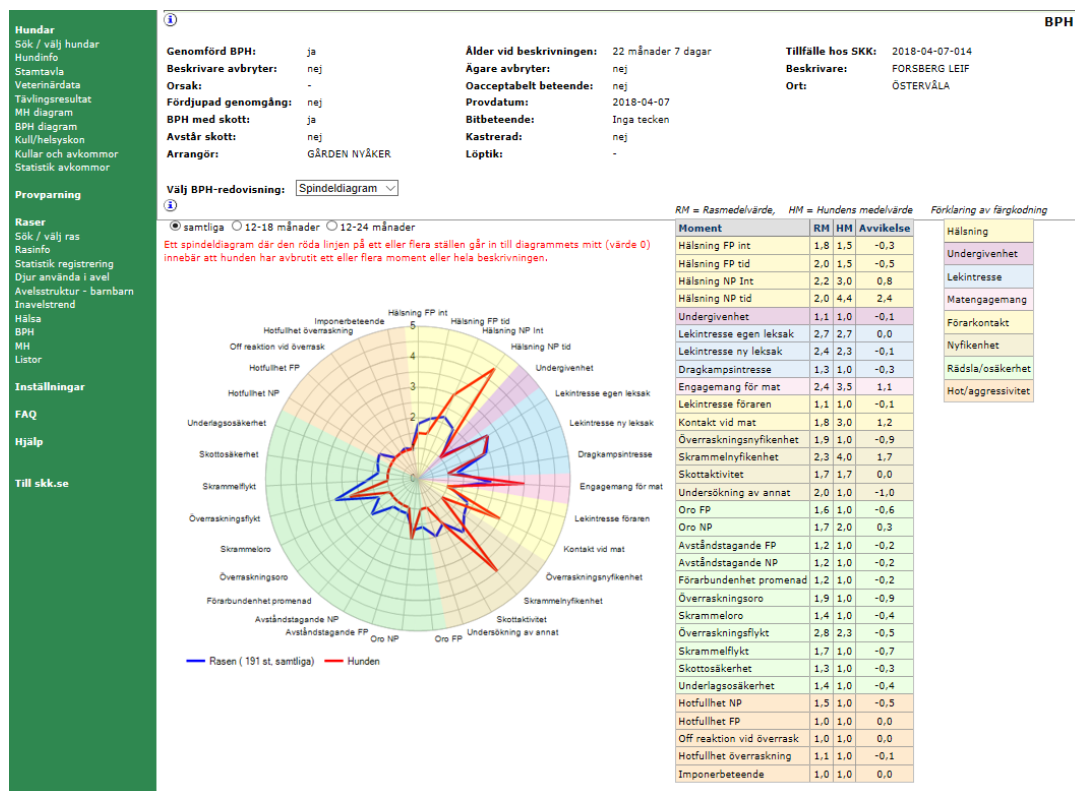 BPH
Hundar
Sök / välj hundar
Hundinfo
Stamtavla
Veterinärdata
Tävlingsresultat
MH diagram
BPH diagram
Kull/helsyskon
Kullar och avkommor
Statistik avkommor
Provparning
Raser
Sök / välj ras
Rasinfo
Statistik registrering
Djur använda i avel
Avelsstruktur - barnbarn
Inavelstrend
Hälsa
BPH
MH
Listor
Inställningar
FAQ
Hjälp
Till skk.se
Genomförd BPH: ja Ålder vid beskrivningen: 22 månader 7 dagar Tillfälle hos SKK: 2018-04-07-014
Beskrivare avbryter: nej Ägare avbryter: nej Beskrivare: FORSBERG LEIF
Orsak: - Oacceptabelt beteende: nej Ort: ÖSTERVÅLA
Fördjupad genomgång: nej Provdatum: 2018-04-07
BPH med skott: ja Bitbeteende: Inga tecken
Avstår skott: nej Kastrerad: nej
Arrangör: GÅRDEN NYÅKER Löptik: -
Välj BPH-redovisning: Spindeldiagram
samtliga 12-18 månader 12-24 månader
Ett spindeldiagram där den röda linjen på ett eller flera ställen går in till diagrammets mitt (värde 0)
innebär att hunden har avbrutit ett eller flera moment eller hela beskrivningen.
Hälsning FP int
Hälsning FP tid
Hälsning NP Int
Hälsning NP tid
Undergivenhet
Lekintresse egen leksak
Lekintresse ny leksak
Dragkampsintresse
Engagemang för mat
Lekintresse föraren
Kontakt vid mat
Överraskningsnyfikenhet
Skrammelnyfikenhet
Skottaktivitet
Undersökning av annat
Oro FP
Oro NP
Avståndstagande FP
Avståndstagande NP
Förarbundenhet promenad
Överraskningsoro
Skrammeloro
Överraskningsflykt
Skrammelflykt
Skottosäkerhet
Underlagsosäkerhet
Hotfullhet NP
Hotfullhet FP
Off reaktion vid överrask
Hotfullhet överraskning
Imponerbeteende
5
4
3
2
0
Rasen ( 191 st, samtliga) Hunden
RM = Rasmedelvärde, HM = Hundens medelvärde Förklaring av färgkodning
Moment RM HM Avvikelse
Hälsning FP int 1,8 1,5 -0,3
Hälsning FP tid 2,0 1,5 -0,5
Hälsning NP Int 2,2 3,0 0,8
Hälsning NP tid 2,0 4,4 2,4
Undergivenhet 1,1 1,0 -0,1
Lekintresse egen leksak 2,7 2,7 0,0
Lekintresse ny leksak 2,4 2,3 -0,1
Dragkampsintresse 1,3 1,0 -0,3
Engagemang för mat 2,4 3,5 1,1
Lekintresse föraren 1,1 1,0 -0,1
Kontakt vid mat 1,8 3,0 1,2
Överraskningsnyfikenhet 1,9 1,0 -0,9
Skrammelnyfikenhet 2,3 4,0 1,7
Skottaktivitet 1,7 1,7 0,0
Undersökning av annat 2,0 1,0 -1,0
Oro FP 1,6 1,0 -0,6
Oro NP 1,7 2,0 0,3
Avståndstagande FP 1,2 1,0 -0,2
Avståndstagande NP 1,2 1,0 -0,2
Förarbundenhet promenad 1,2 1,0 -0,2
Överraskningsoro 1,9 1,0 -0,9
Skrammeloro 1,4 1,0 -0,4
Överraskningsflykt 2,8 2,3 -0,5
Skrammelflykt 1,7 1,0 -0,7
Skottosäkerhet 1,3 1,0 -0,3
Underlagsosäkerhet 1,4 1,0 -0,4
Hotfullhet NP 1,5 1,0 -0,5
Hotfullhet FP 1,0 1,0 0,0
Off reaktion vid överrask 1,0 1,0 0,0
Hotfullhet överraskning 1,1 1,0 -0,1
Imponerbeteende 1,0 1,0 0,0
Hälsning
Undergivenhet
Lekintresse
Matengagemang
Förarkontakt
Nyfikenhet
Rädsla/osäkerhet
Hot/aggressivitet